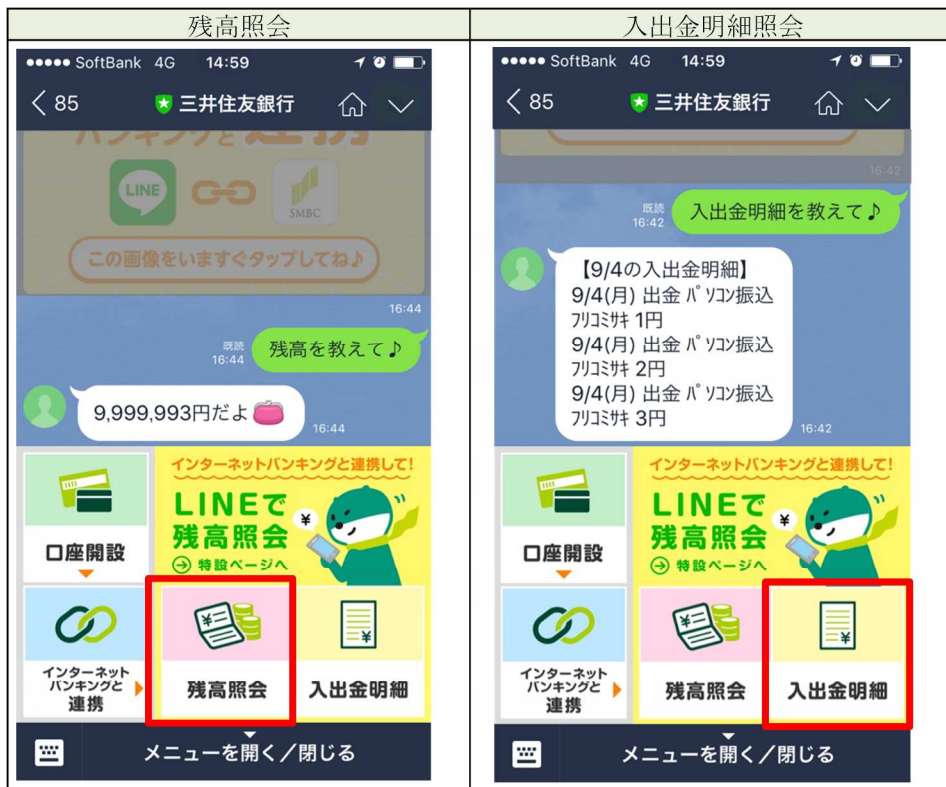 残高照会
入出金明細照会
SoftBank 4G 14:59
85
三井住友銀行
バンキングと連携
LINE
SMBC
この画像をいますぐタップしてね♪
16:44
既読
16:44
残高を教えて♪
9,999,993円だよ
16:44
口座開設
インターネットバンキングと連携して!
LINEで
残高照会
特設ページへ
¥
インターネット
バンキングと
連携
¥
残高照会
¥
入出金明細
メニューを開く/閉じる
SoftBank 4G 14:59
85
三井住友銀行
16:42
既読
16:42
入出金明細を教えて♪
【9/4の入出金明細】
9/4(月) 出金 パソコン振込
フリコミサキ 1円
9/4(月) 出金 パソコン振込
フリコミサキ 2円
9/4(月) 出金 パソコン振込
フリコミサキ 3円
16:42
口座開設
インターネットバンキングと連携して!
LINEで
残高照会
特設ページへ
¥
インターネット
バンキングと
連携
¥
残高照会
¥
入出金明細
メニューを開く/閉じる